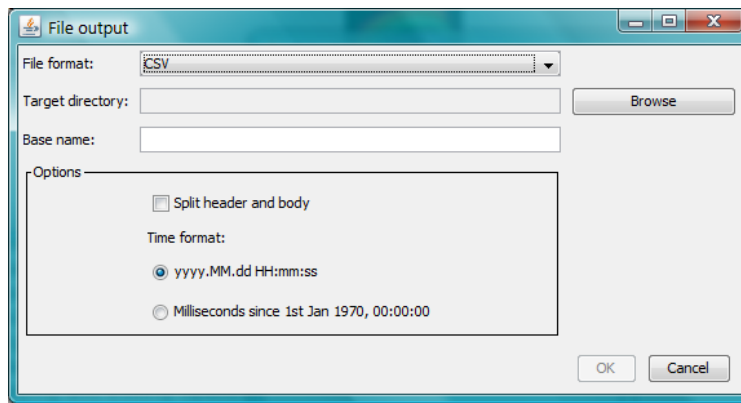 File output
File format:
CSV
Target directory:
Browse
Base name:
Options
Split header and body
Time format:
yyyy.MM.dd HH:mm:ss
Milliseconds since 1st Jan 1970, 00:00:00
OK
Cancel